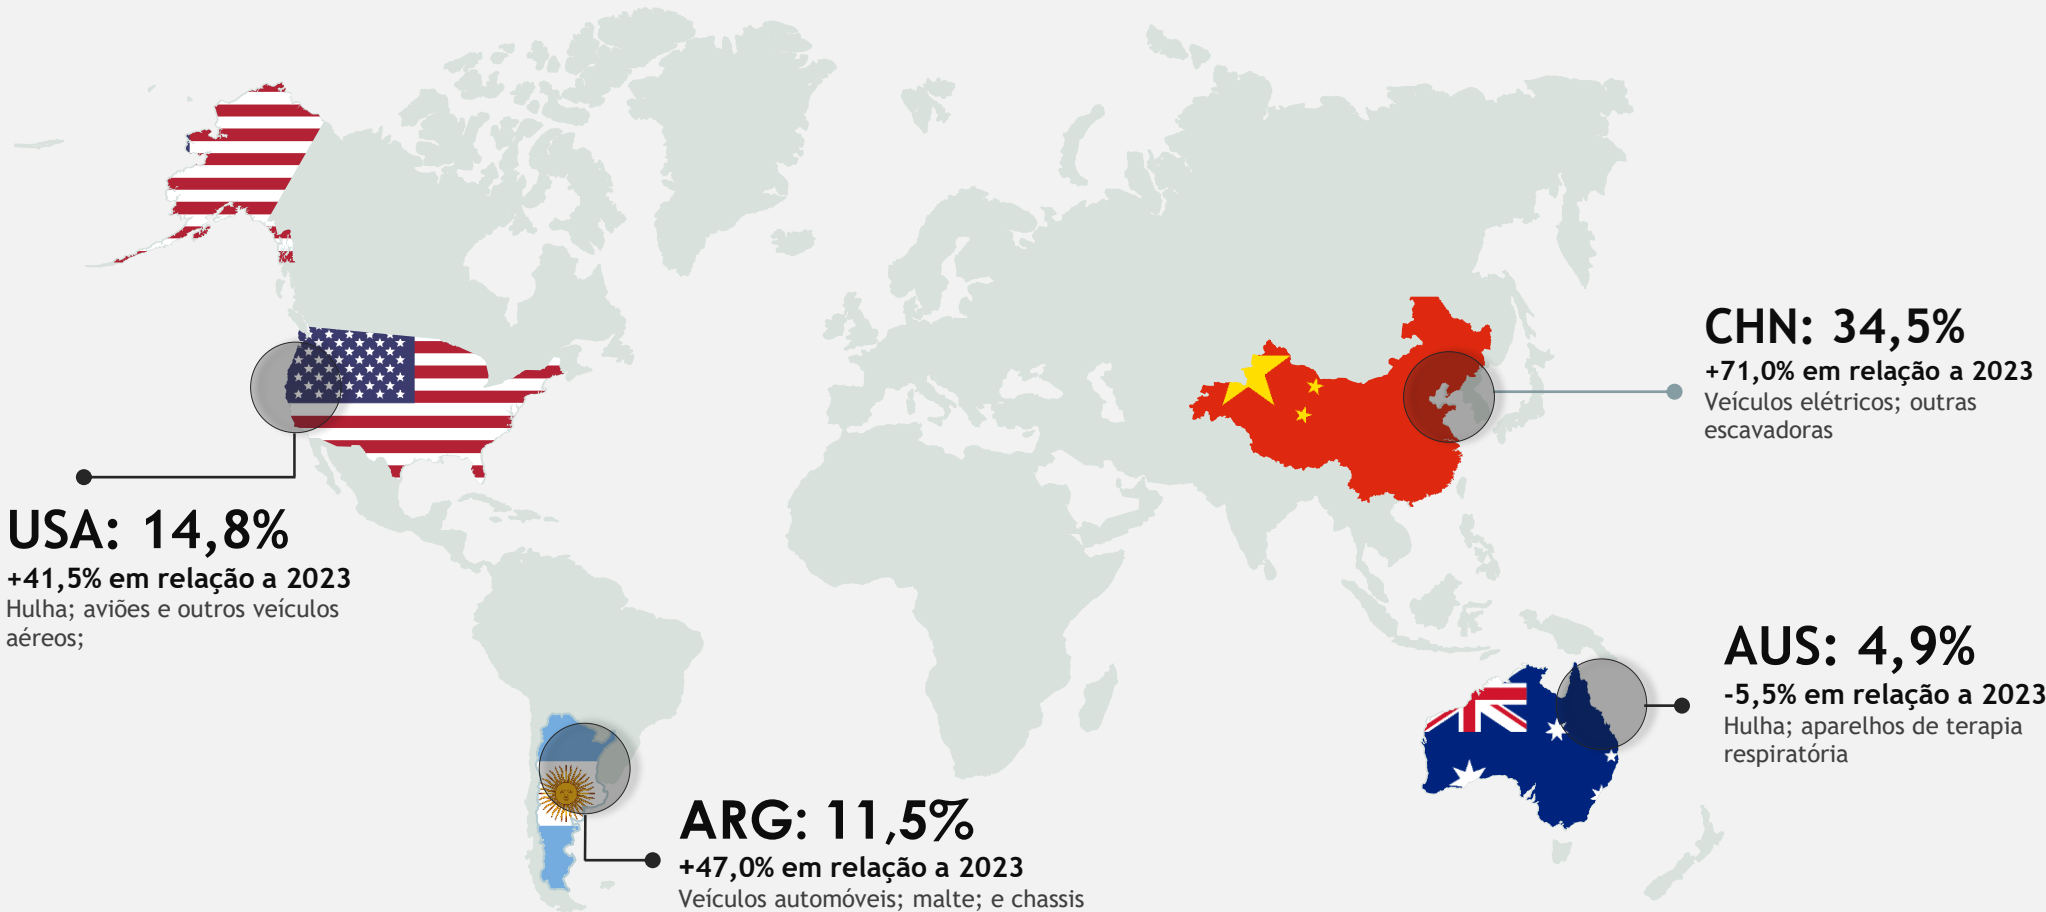 CHN: 34,5%
+71,0% em relação a 2023
Veículos elétricos; outras
escavadoras
USA: 14,8%
+41,5% em relação a 2023
Hulha; aviões e outros veículos
aéreos;
AUS: 4,9%
-5,5% em relação a 2023
Hulha; aparelhos de terapia
respiratória
ARG: 11,5%
+47,0% em relação a 2023
Veículos automóveis; malte; e chassis